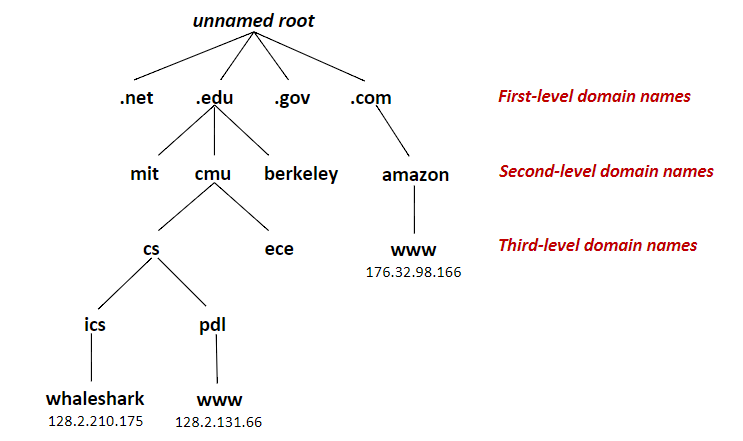 unnamed root
.net .edu .gov .com First-level domain names
mit cmu berkeley amazon Second-level domain names
cs ece www Third-level domain names
176.32.98.166
ics pdl
whaleshark www
128.2.210.175 128.2.131.66